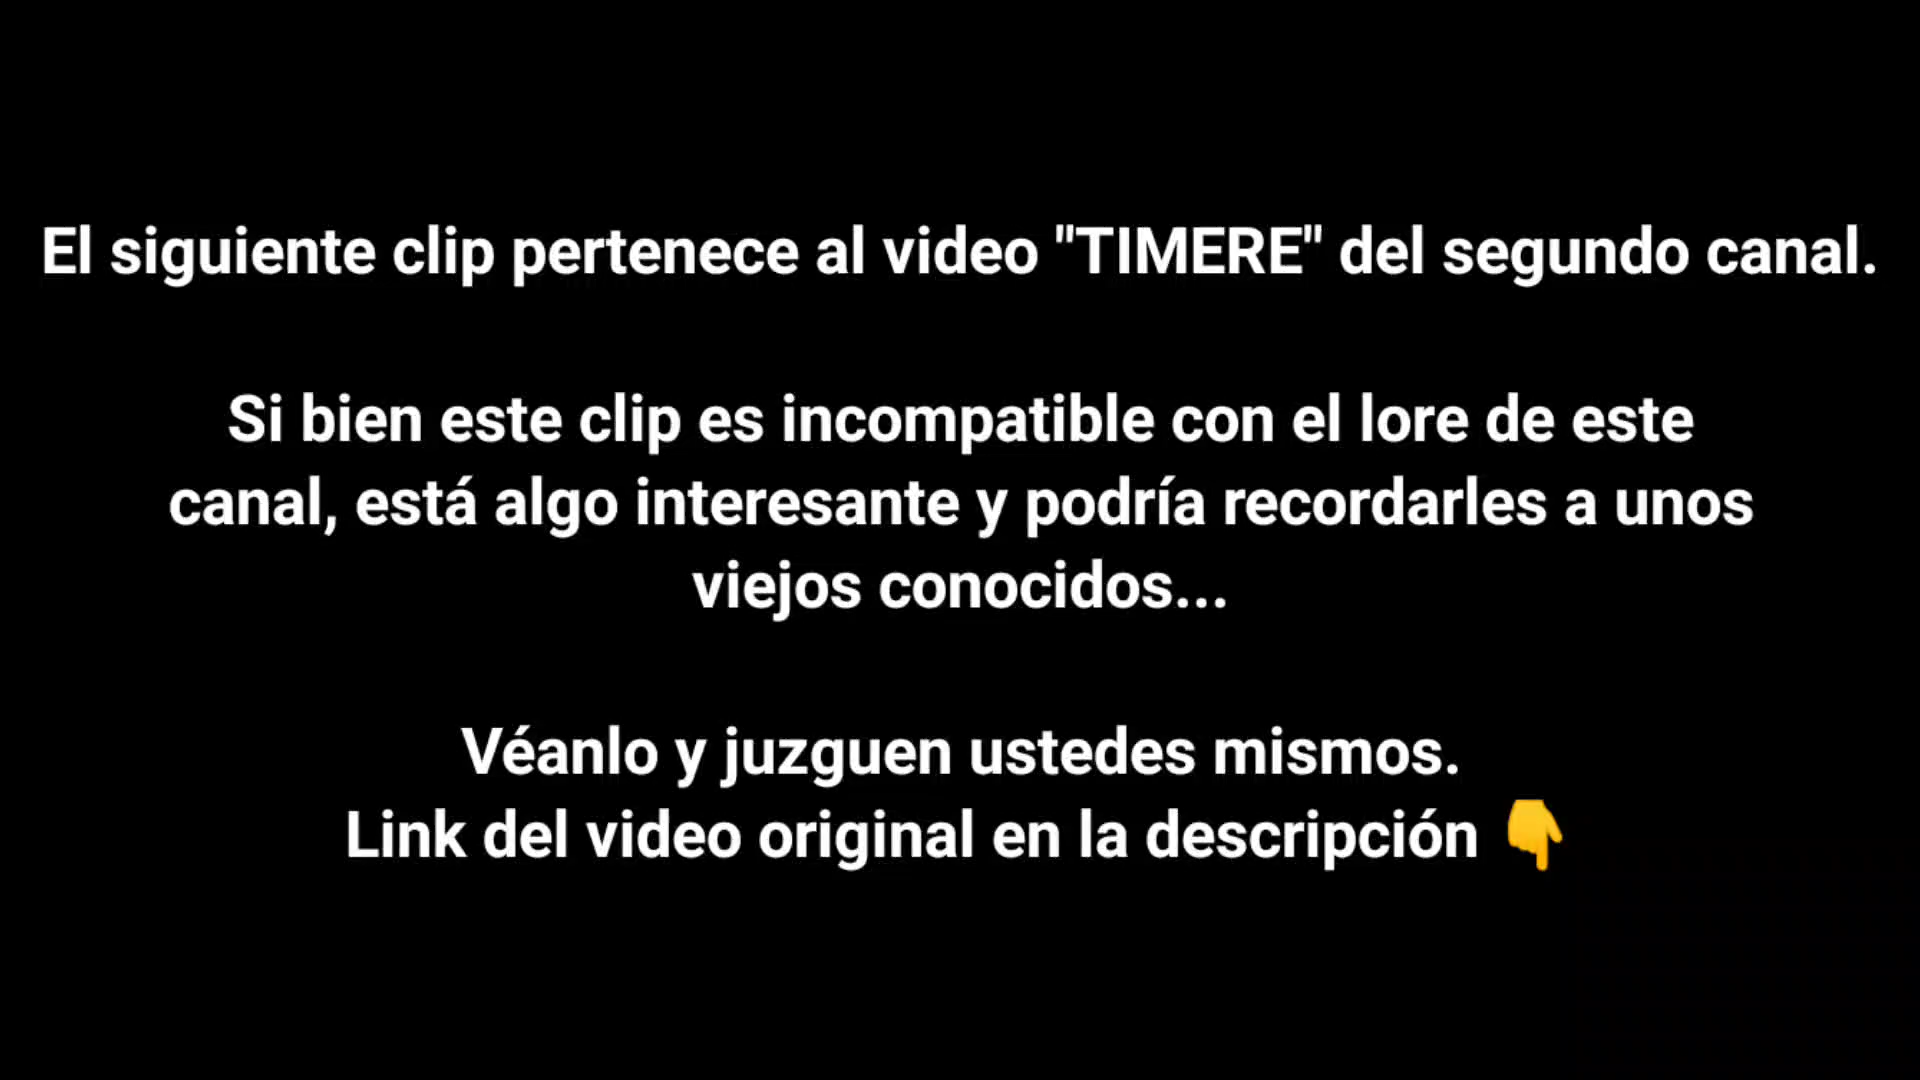 El siguiente clip pertenece al video "TIMERE" del segundo canal.
Si bien este clip es incompatible con el lore de este
canal, está algo interesante y podría recordarles a unos
viejos conocidos...
Véanlo y juzguen ustedes mismos.
Link del video original en la descripción 👇